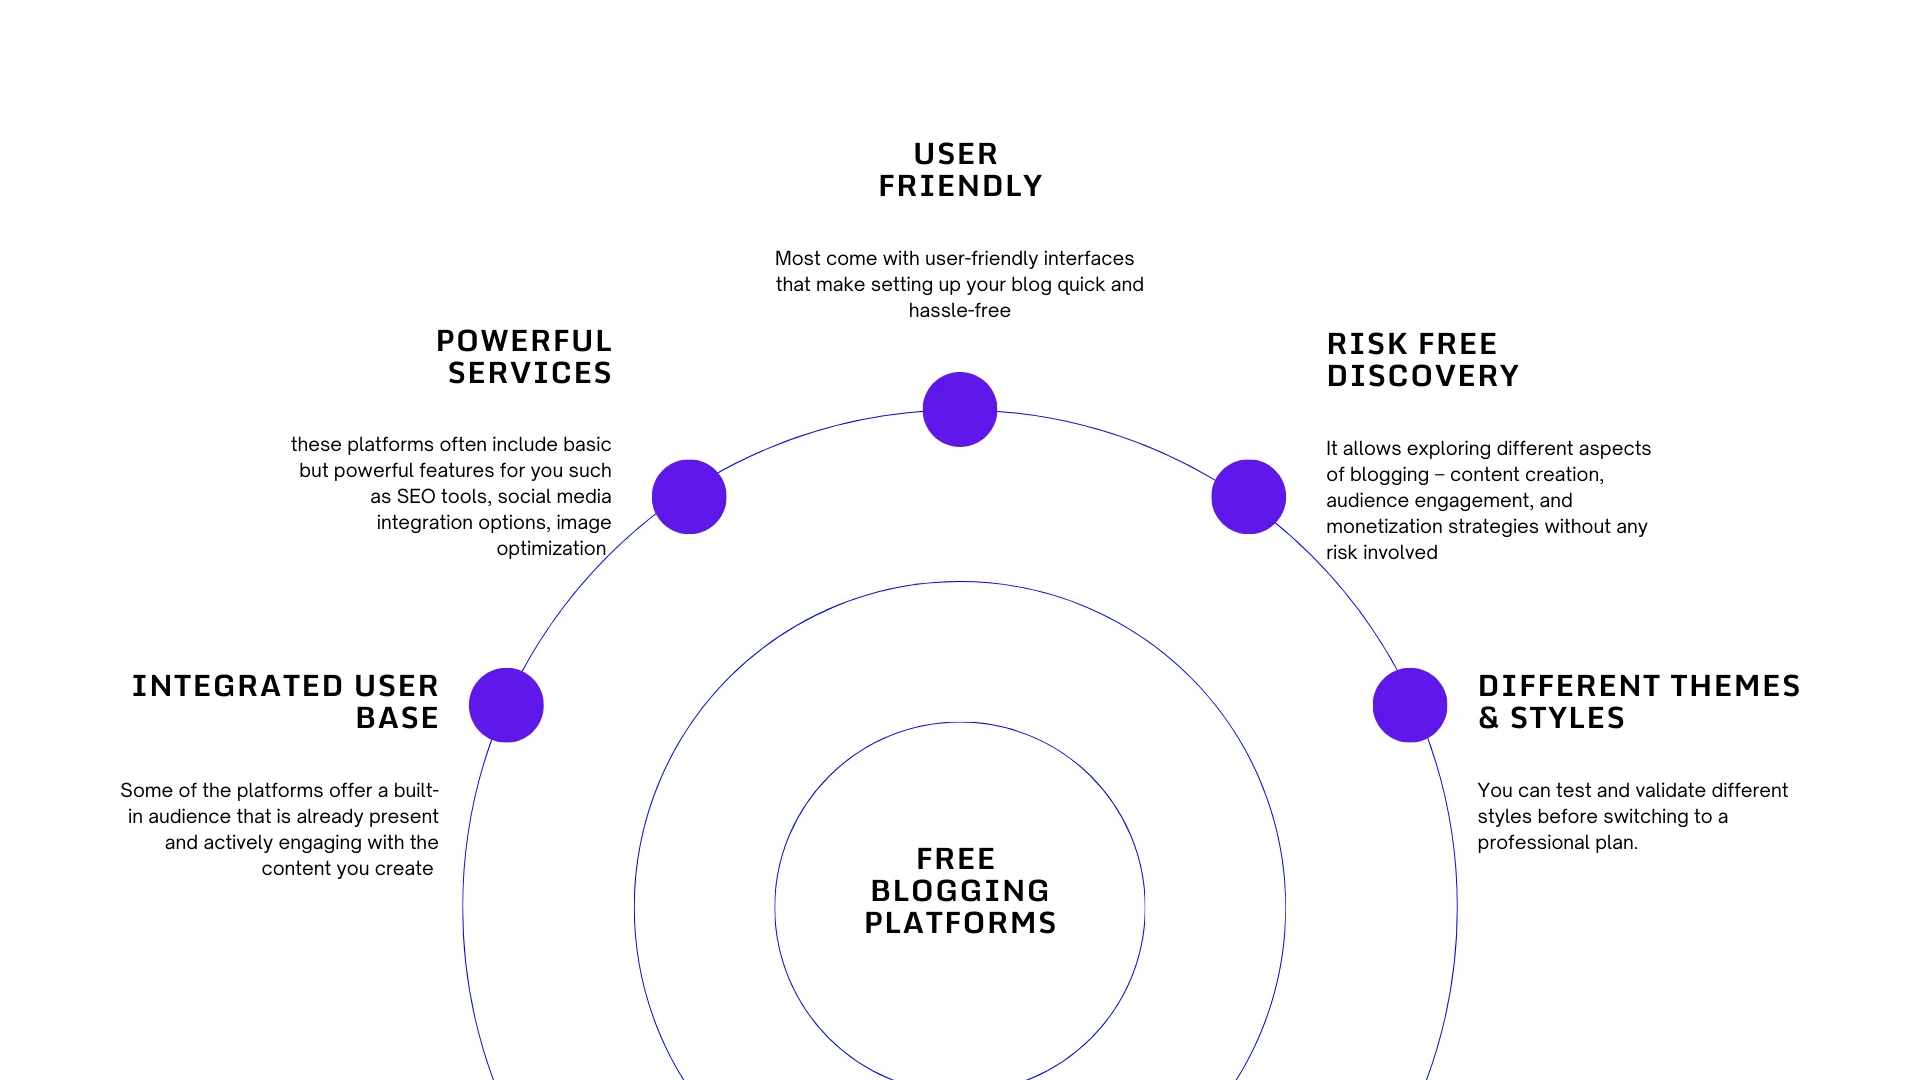 USER
FRIENDLY
Most come with user-friendly interfaces
that make setting up your blog quick and
hassle-free
POWERFUL
SERVICES
these platforms often include basic
but powerful features for you such
as SEO tools, social media
integration options, image
optimization
RISK FREE
DISCOVERY
It allows exploring different aspects
of blogging – content creation,
audience engagement, and
monetization strategies without any
risk involved
INTEGRATED USER
BASE
Some of the platforms offer a built-
in audience that is already present
and actively engaging with the
content you create
DIFFERENT THEMES
& STYLES
You can test and validate different
styles before switching to a
professional plan.
FREE
BLOGGING
PLATFORMS